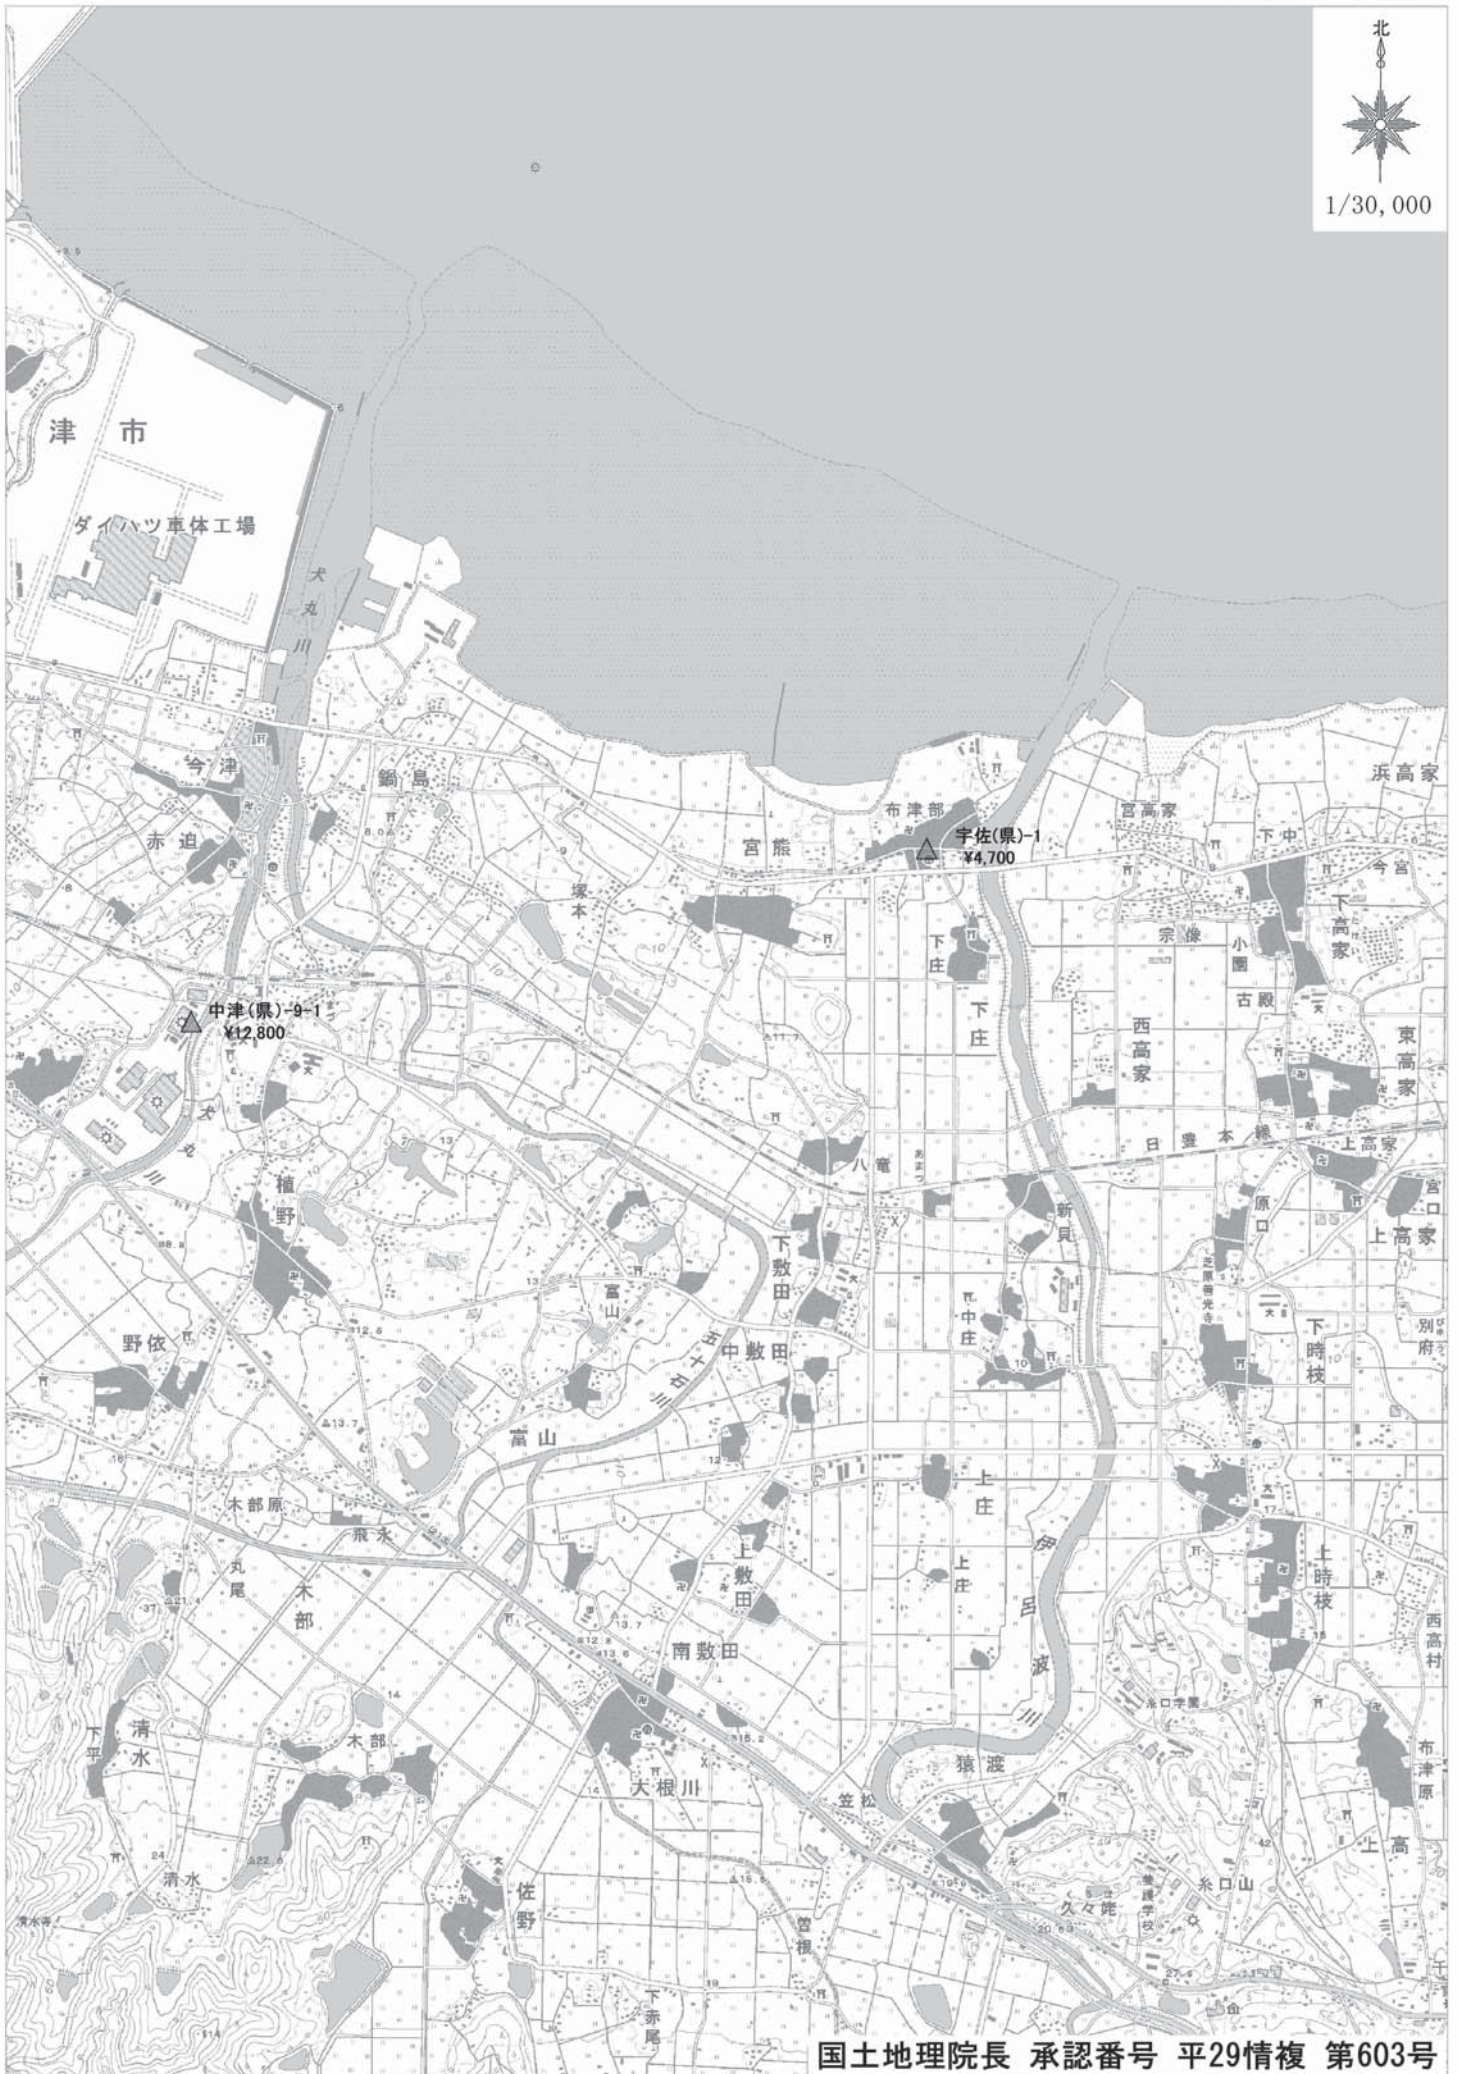 北
1/30,000
津市
ダイハツ車体工場
犬丸川
今津
鍋島
浜高家
布津部
宮高家
宇佐(県)-1
¥4,700
下中
赤迫
宮熊
今宮
塚本
下高家
下庄
宗像
小園
古殿
中津(県)-9-1
¥12,800
下庄
西高家
東高家
犬丸川
日豊本線
上高家
八竜
あまつ
植野
新貝
原口
宮口
上高家
下敷田
芝原善光寺
富山
中庄
五十石川
中敷田
下時枝
別府
野依
富山
上庄
木部原
飛永
伊呂波川
丸尾
木部
上敷田
上庄
上時枝
西高村
南敷田
糸口学園
下平
清水
木部
猿渡
布津原
大根川
笠松
上高
清水
佐野
久々姥
養護学校
糸口山
清水寺
曽根
下赤尾
国土地理院長 承認番号 平29情複 第603号